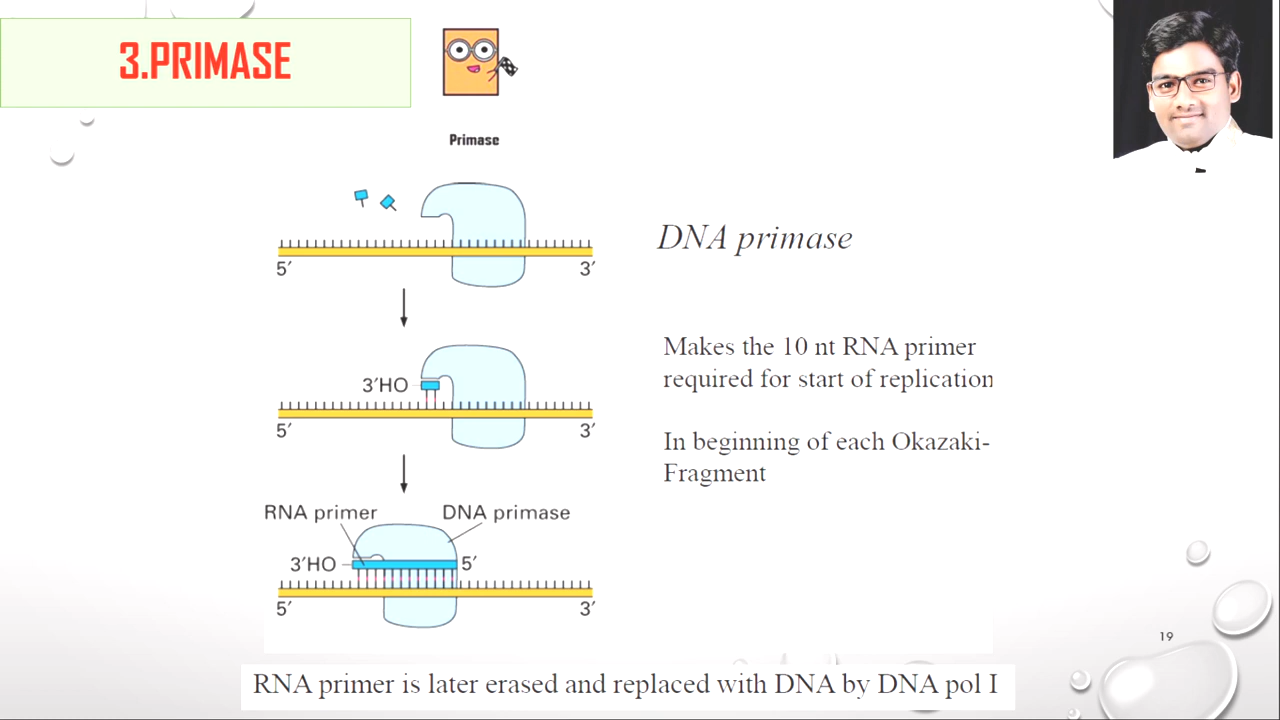 3.PRIMASE
Primase
5′ 3′
DNA primase
3′HO
5′ 3′
Makes the 10 nt RNA primer
required for start of replication
In beginning of each Okazaki-
Fragment
RNA primer DNA primase
3′HO 5′
5′ 3′
19
RNA primer is later erased and replaced with DNA by DNA pol I